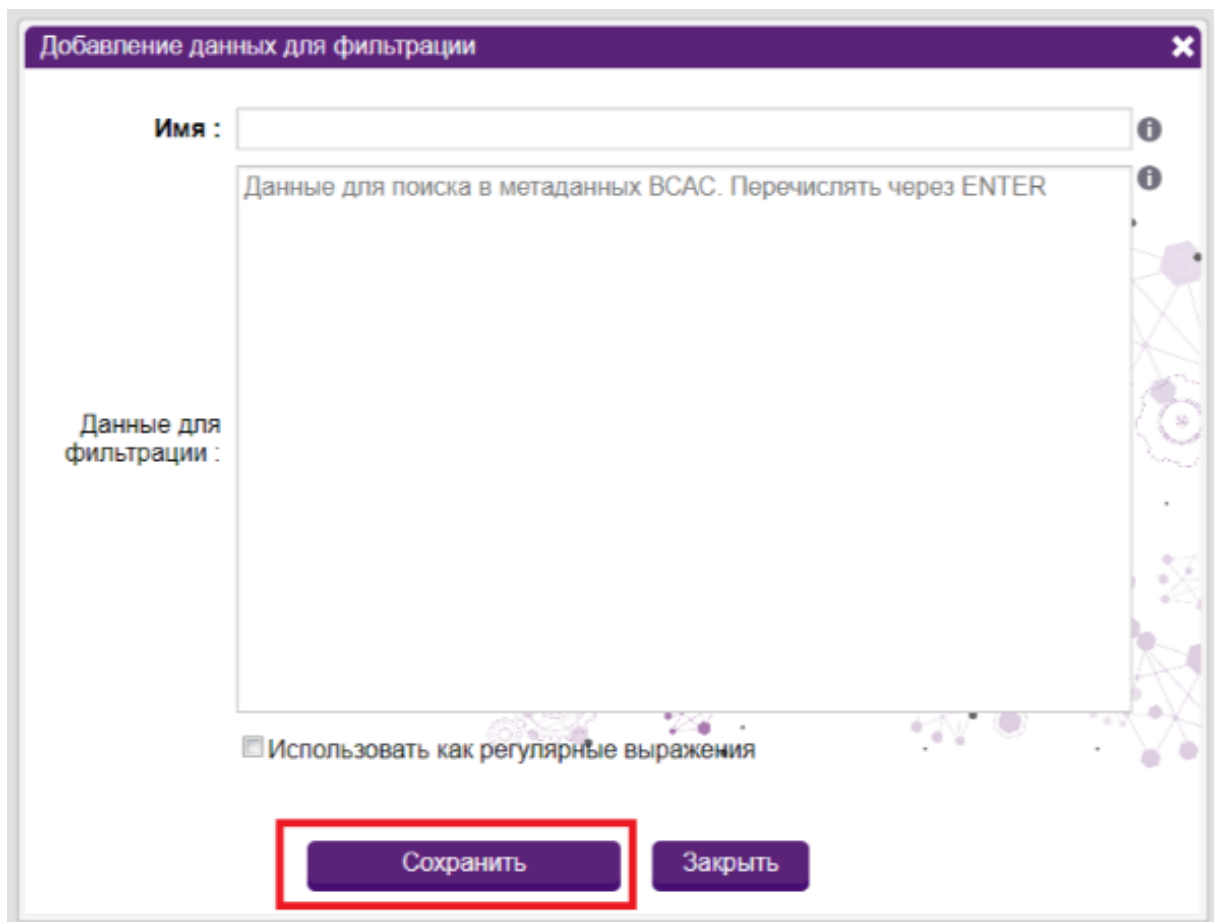 Добавление данных для фильтрации
Имя :
Данные для поиска в метаданных ВСАС. Перечислять через ENTER
Данные для
фильтрации :
Использовать как регулярные выражения
Сохранить
Закрыть